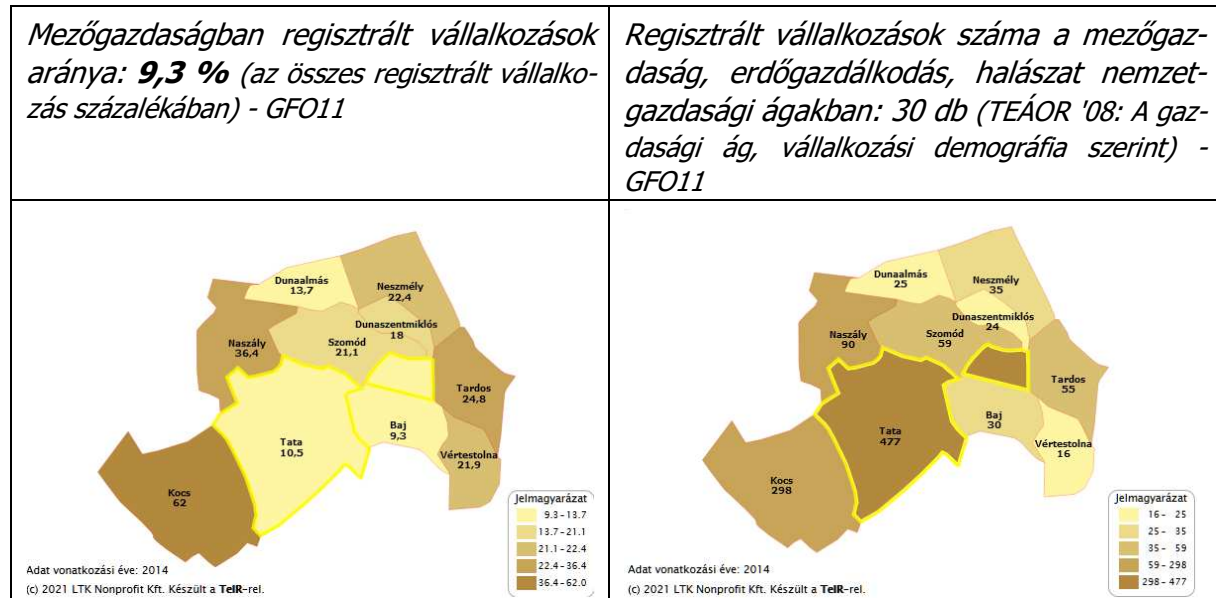 Mezőgazdaságban regisztrált vállalkozások
aránya: 9,3 % (az összes regisztrált vállalko-
zás százalékában) - GFO11
Regisztrált vállalkozások száma a mezőgaz-
daság, erdőgazdálkodás, halászat nemzet-
gazdasági ágakban: 30 db (TEÁOR '08: A gaz-
dasági ág, vállalkozási demográfia szerint) -
GFO11
Dunaalmás
13,7
Neszmély
22,4
Dunaszentmiklós
18
Naszály
36,4
Szomód
21,1
Tardos
24,8
Baj
9,3
Tata
10,5
Vértestolna
21,9
Kocs
62
Jelmagyarázat
9.3 - 13.7
13.7 - 21.1
21.1 - 22.4
22.4 - 36.4
36.4 - 62.0
Adat vonatkozási éve: 2014
(c) 2021 LTK Nonprofit Kft. Készült a TeIR-rel.
Dunaalmás
25
Neszmély
35
Dunaszentmiklós
24
Naszály
90
Szomód
59
Tardos
55
Baj
30
Tata
477
Vértestolna
16
Kocs
298
Jelmagyarázat
16 - 25
25 - 35
35 - 59
59 - 298
298 - 477
Adat vonatkozási éve: 2014
(c) 2021 LTK Nonprofit Kft. Készült a TeIR-rel.